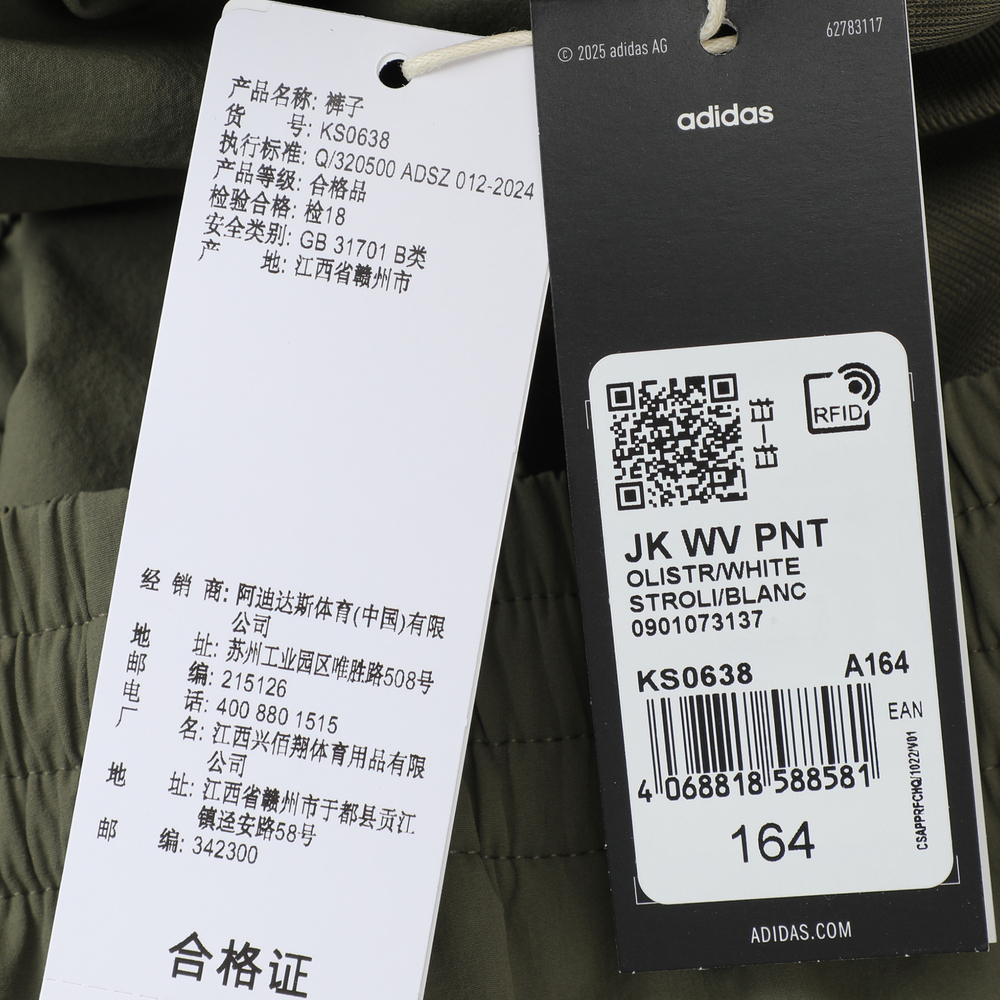 产品名称: 裤子
货 号: KS0638
执行标准: Q/320500 ADSZ 012-2024
产品等级: 合格品
检验合格: 检18
安全类别: GB 31701 B类
产 地: 江西省赣州市
经 销 商: 阿迪达斯体育(中国)有限
公司
地 址: 苏州工业园区唯胜路508号
邮 编: 215126
电 话: 400 880 1515
厂 名: 江西兴佰翔体育用品有限
公司
地 址: 江西省赣州市于都县贡江
镇迳安路58号
邮 编: 342300
合格证
© 2025 adidas AG
62783117
adidas
扫一扫
RFID
JK WV PNT
OLISTR/WHITE
STROLI/BLANC
0901073137
KS0638 A164
EAN
4 068818 588581
CSAPPRFCHQ/1022/V01
164
ADIDAS.COM